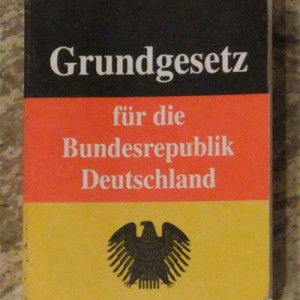 Grundgesetz
für die
Bundesrepublik
Deutschland